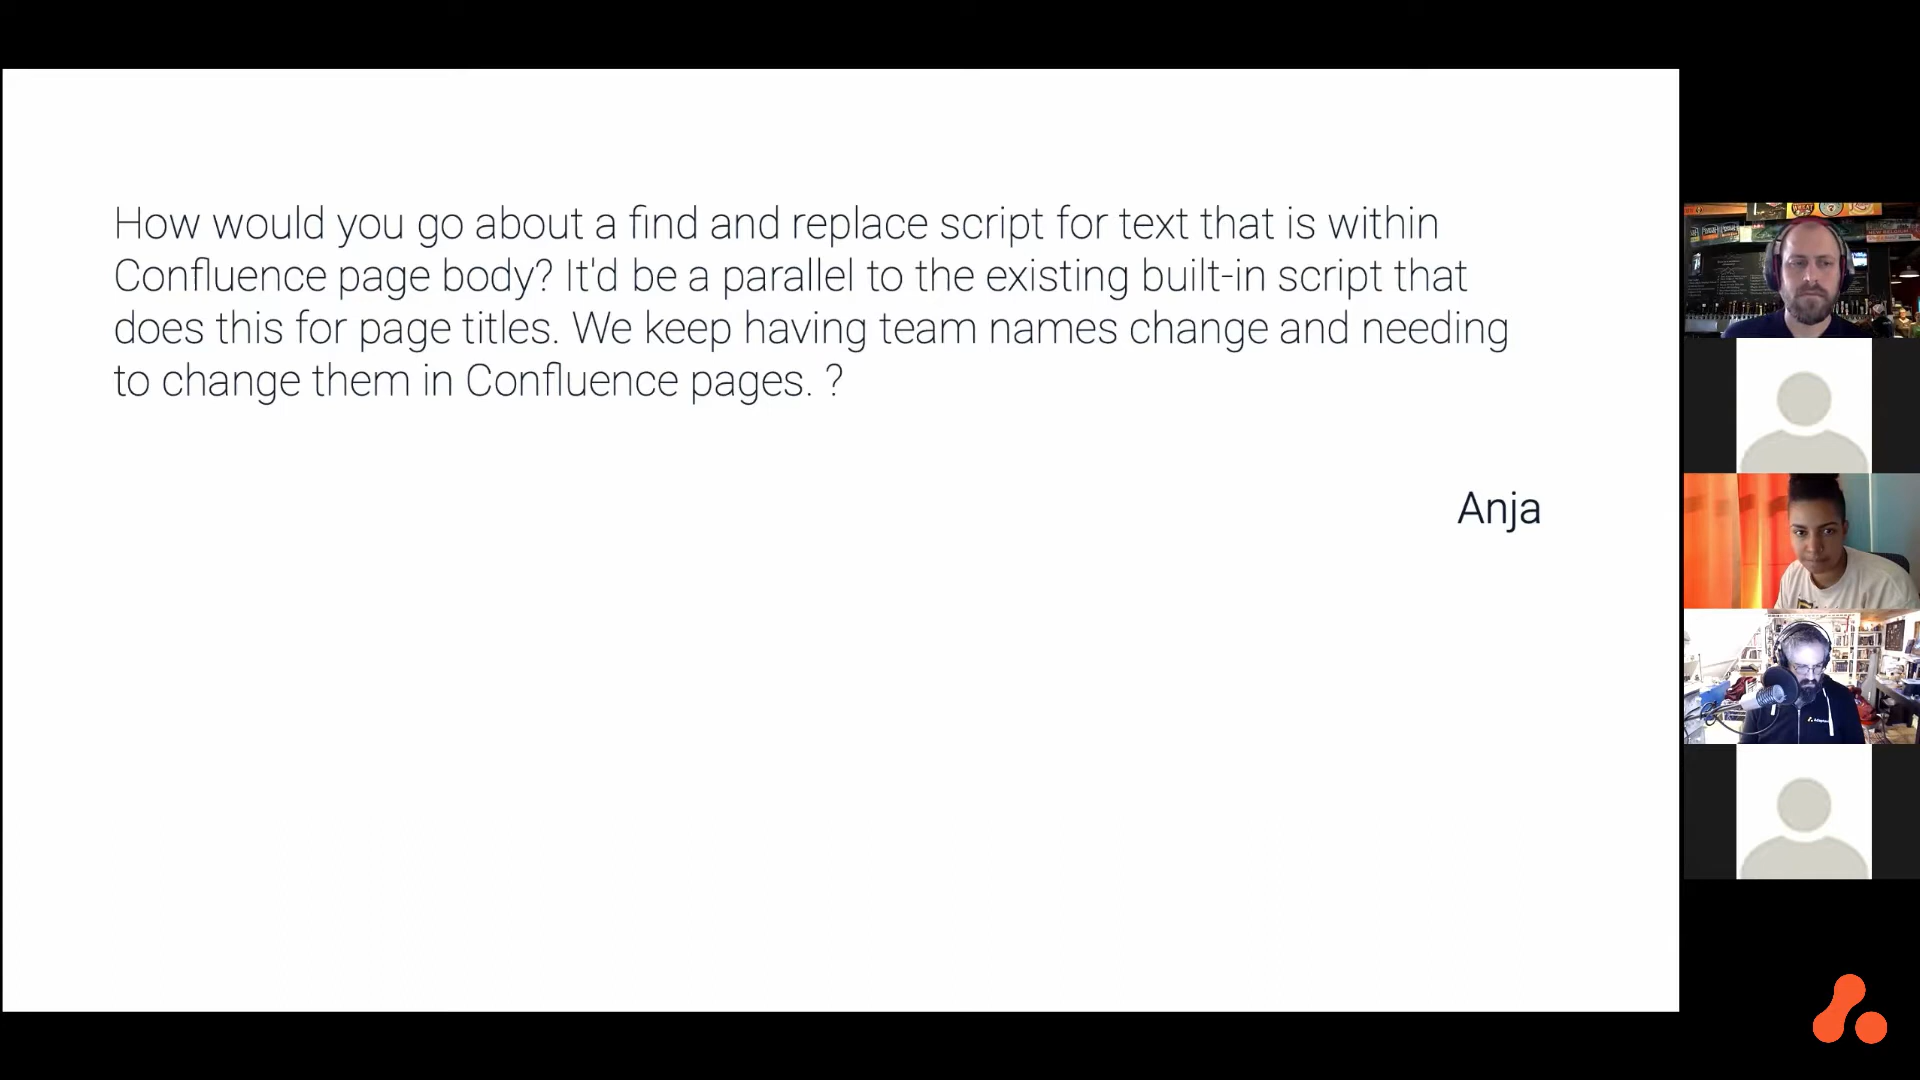 How would you go about a find and replace script for text that is within
Confluence page body? It'd be a parallel to the existing built-in script that
does this for page titles. We keep having team names change and needing
to change them in Confluence pages. ?
Anja